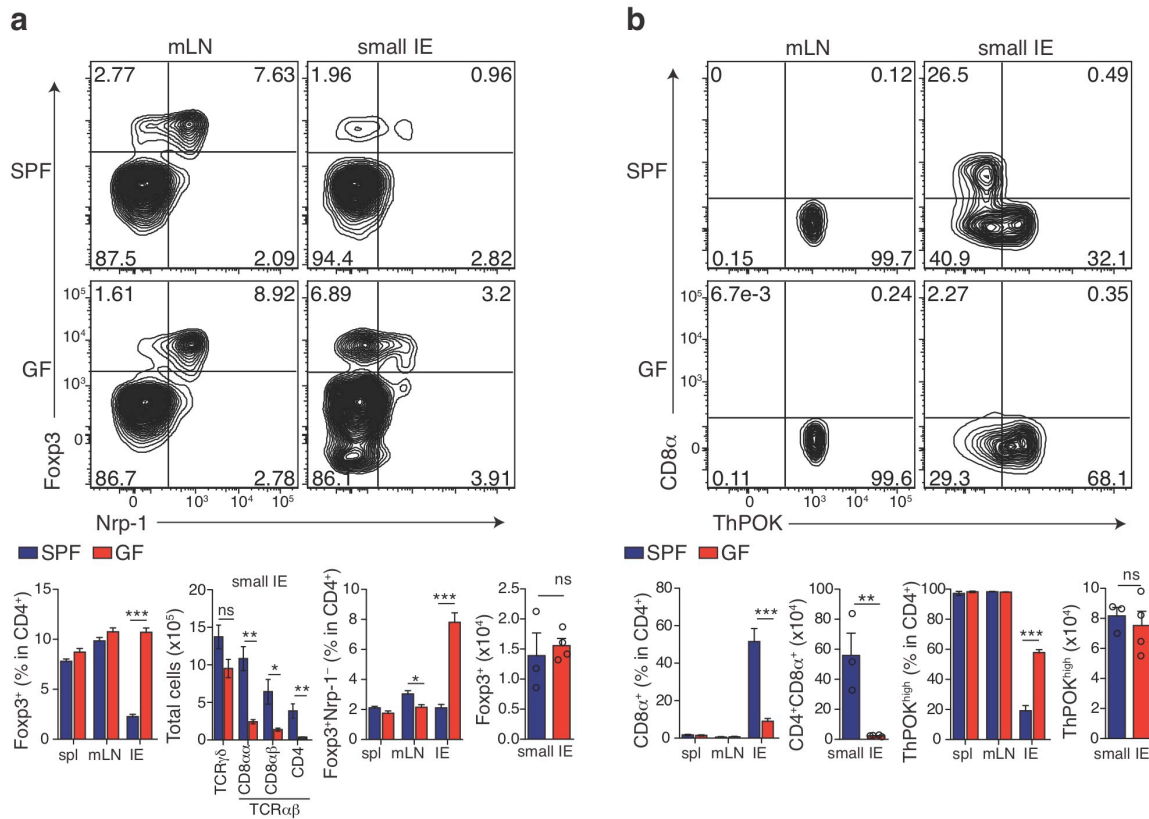 a
mLN
small IE
SPF
2.77
7.63
87.5
2.09
1.96
0.96
94.4
2.82
GF
10⁵
10⁴
10³
0
1.61
8.92
86.7
2.78
6.89
3.2
86.1
3.91
0
10³
10⁴
10⁵
Foxp3
Nrp-1
SPF
GF
Foxp3⁺ (% in CD4⁺)
15
10
5
0
***
spl
mLN
IE
small IE
Total cells (x10⁵)
20
15
10
5
0
ns
**
*
**
TCRγδ
CD8αα
CD8αβ
CD4
TCRαβ
Foxp3⁺Nrp-1⁻ (% in CD4⁺)
10
8
6
4
2
0
*
***
spl
mLN
IE
Foxp3⁺ (x10⁴)
2.5
2.0
1.5
1.0
0.5
0.0
ns
small IE
b
mLN
small IE
SPF
0
0.12
0.15
99.7
26.5
0.49
40.9
32.1
GF
10⁵
10⁴
10³
0
6.7e-3
0.24
0.11
99.6
2.27
0.35
29.3
68.1
0
10³
10⁴
10⁵
CD8α
ThPOK
SPF
GF
CD8α⁺ (% in CD4⁺)
80
60
40
20
0
***
spl
mLN
IE
CD4⁺CD8α⁺ (x10⁴)
100
80
60
40
20
0
**
small IE
ThPOKʰⁱᵍʰ (% in CD4⁺)
100
80
60
40
20
0
***
spl
mLN
IE
ThPOKʰⁱᵍʰ (x10⁴)
10
8
6
4
2
0
ns
small IE